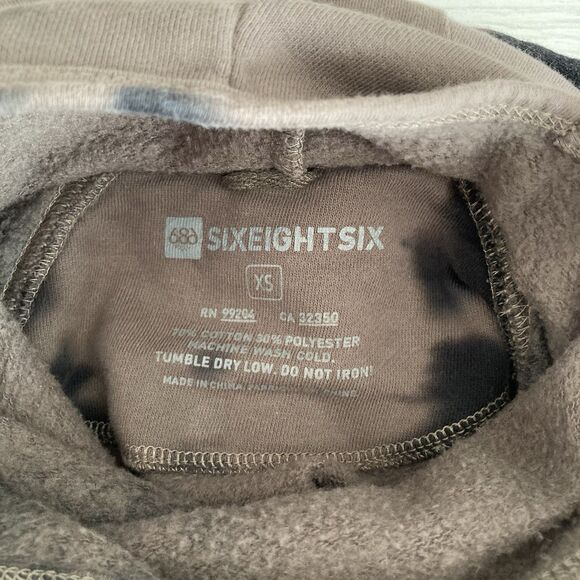 686 SIXEIGHTSIX
XS
RN 99204 CA 32350
70% COTTON 30% POLYESTER
MACHINE WASH COLD.
TUMBLE DRY LOW. DO NOT IRON!
MADE IN CHINA.